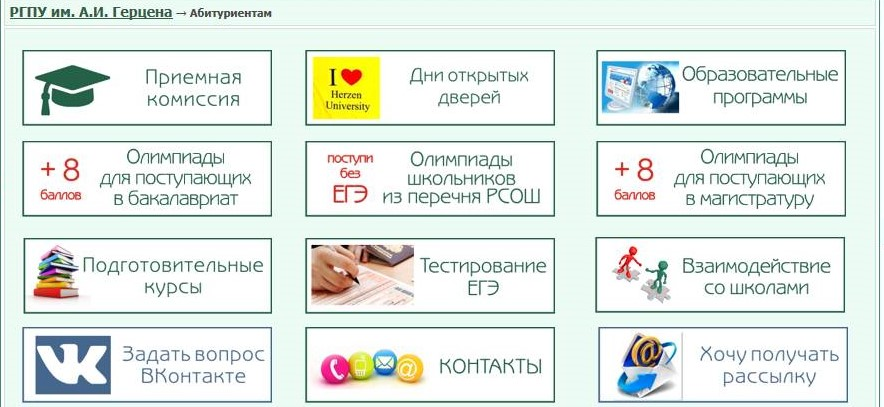 РГПУ им. А.И. Герцена → Абитуриентам
Приемная
комиссия
I ❤
Herzen
University
Дни открытых
дверей
Образовательные
программы
+ 8
баллов
Олимпиады
для поступающих
в бакалавриат
поступи
без
ЕГЭ
Олимпиады
школьников
из перечня РСОШ
+ 8
баллов
Олимпиады
для поступающих
в магистратуру
Подготовительные
курсы
Тестирование
ЕГЭ
Взаимодействие
со школами
Задать вопрос
ВКонтакте
@
КОНТАКТЫ
@
Хочу получать
рассылку